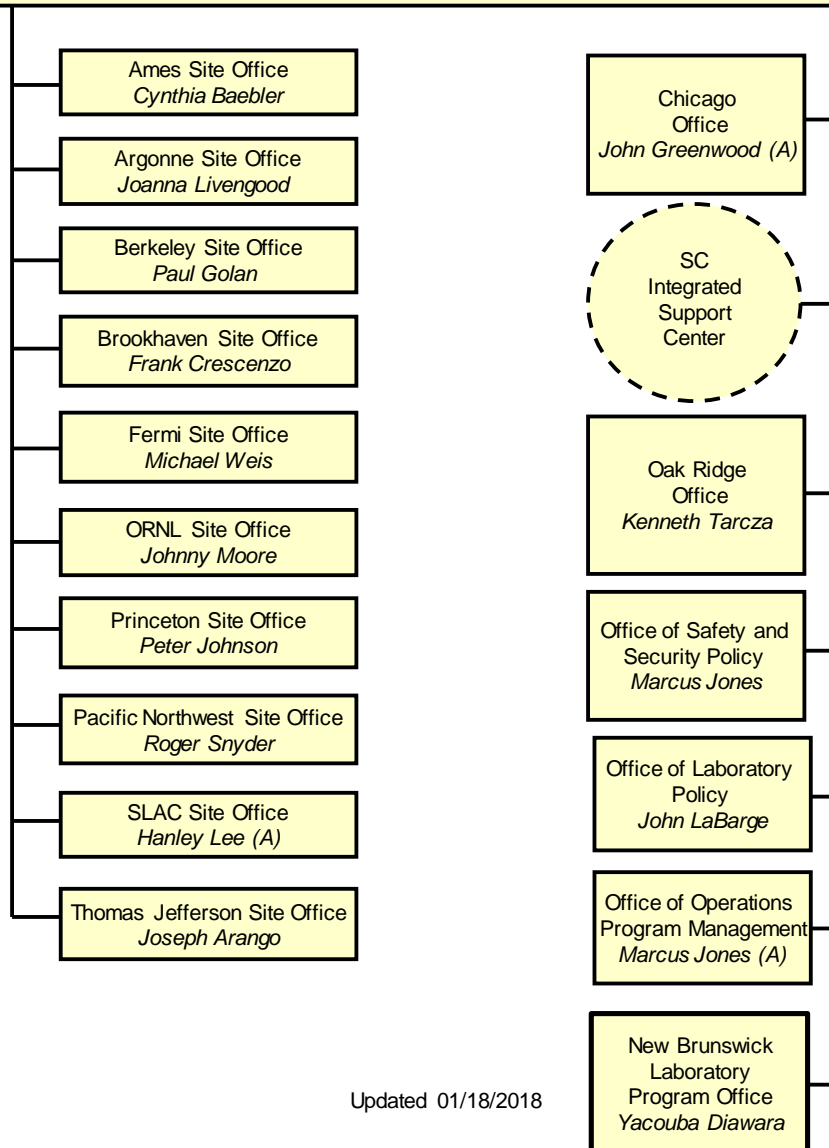 Ames Site Office
Cynthia Baebler
Argonne Site Office
Joanna Livengood
Berkeley Site Office
Paul Golan
Brookhaven Site Office
Frank Crescenzo
Fermi Site Office
Michael Weis
ORNL Site Office
Johnny Moore
Princeton Site Office
Peter Johnson
Pacific Northwest Site Office
Roger Snyder
SLAC Site Office
Hanley Lee (A)
Thomas Jefferson Site Office
Joseph Arango
Chicago
Office
John Greenwood (A)
SC
Integrated
Support
Center
Oak Ridge
Office
Kenneth Tarcza
Office of Safety and
Security Policy
Marcus Jones
Office of Laboratory
Policy
John LaBarge
Office of Operations
Program Management
Marcus Jones (A)
New Brunswick
Laboratory
Program Office
Yacouba Diawara
Updated 01/18/2018